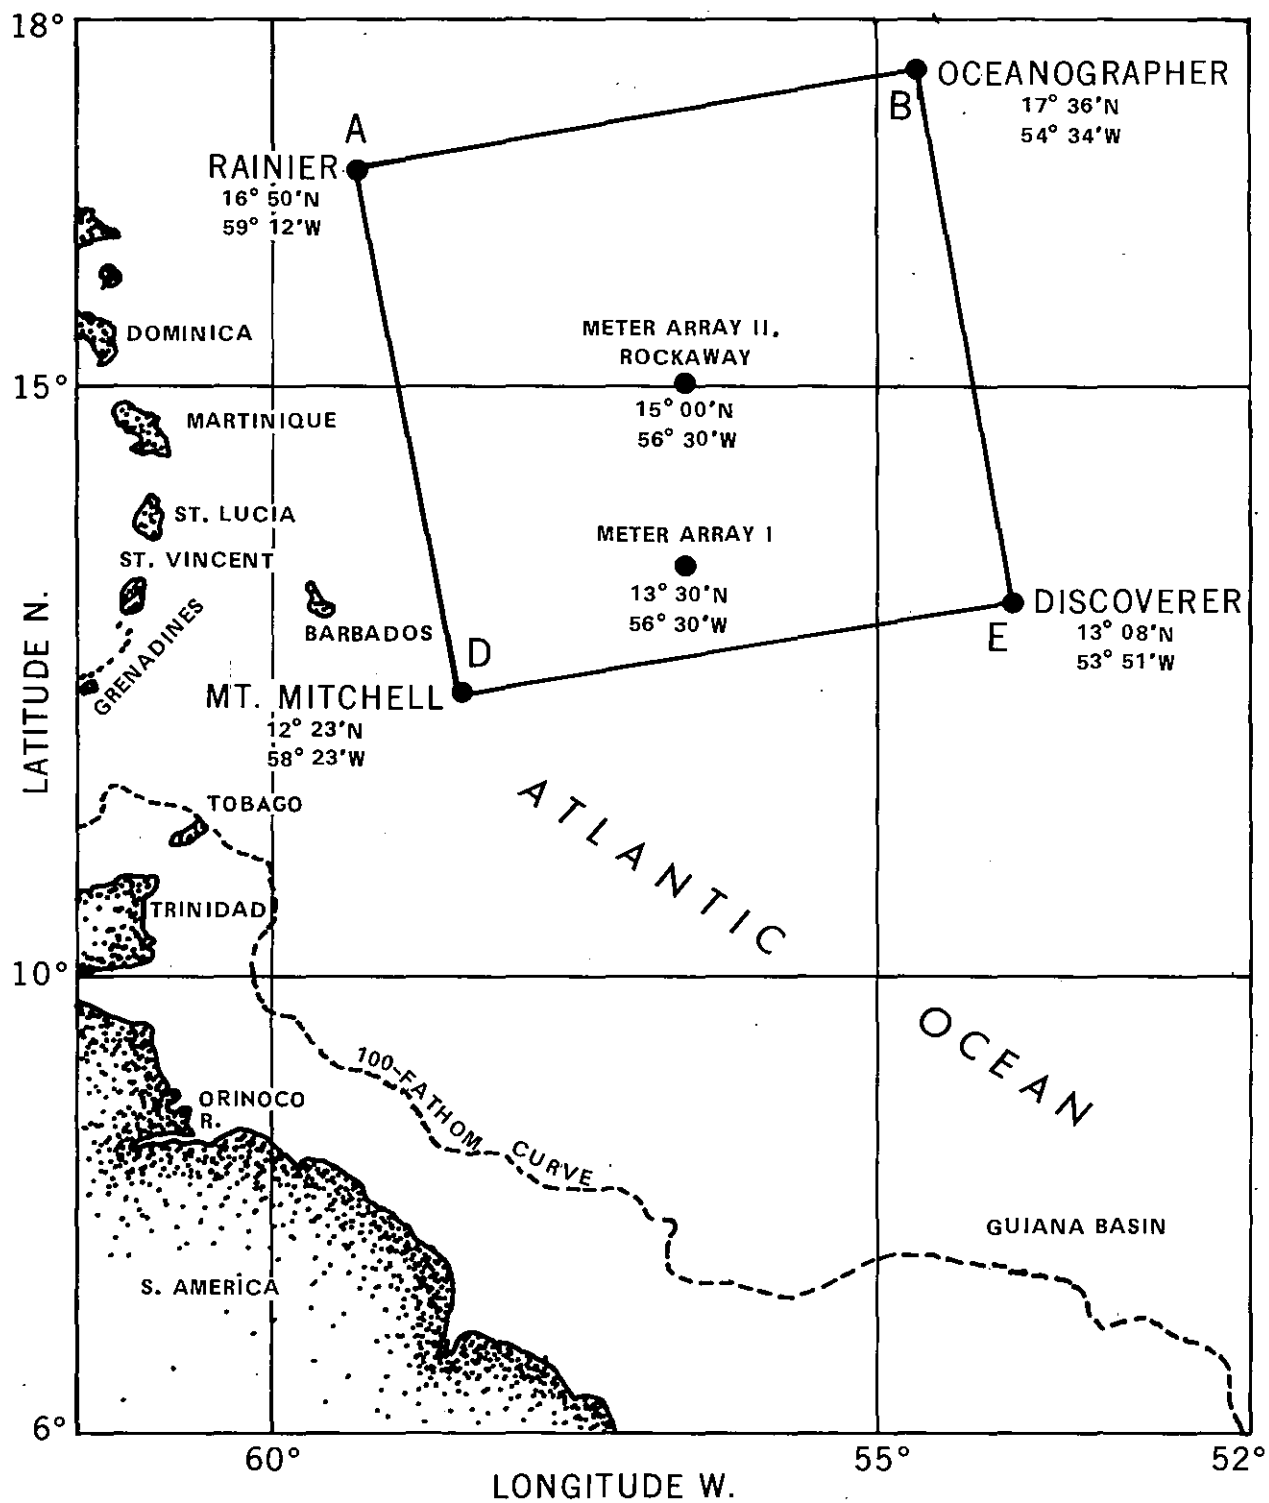 18°
OCEANOGRAPHER
B
17° 36'N
54° 34'W
A
RAINIER
16° 50'N
59° 12'W
DOMINICA
METER ARRAY II,
ROCKAWAY
15°
15° 00'N
56° 30'W
MARTINIQUE
ST. LUCIA
METER ARRAY I
ST. VINCENT
13° 30'N
56° 30'W
GRENADINES
BARBADOS
DISCOVERER
E
13° 08'N
53° 51'W
D
MT. MITCHELL
12° 23'N
58° 23'W
LATITUDE N.
TOBAGO
ATLANTIC
TRINIDAD
10°
OCEAN
100-FATHOM CURVE
ORINOCO
R.
GUIANA BASIN
S. AMERICA
6°
60°
55°
52°
LONGITUDE W.